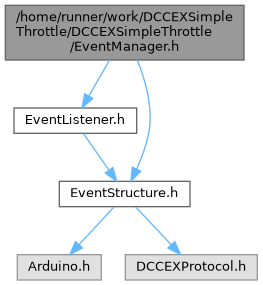 /home/runner/work/DCCEXSimple
Throttle/DCCEXSimpleThrottle
/EventManager.h
EventListener.h
EventStructure.h
Arduino.h
DCCEXProtocol.h